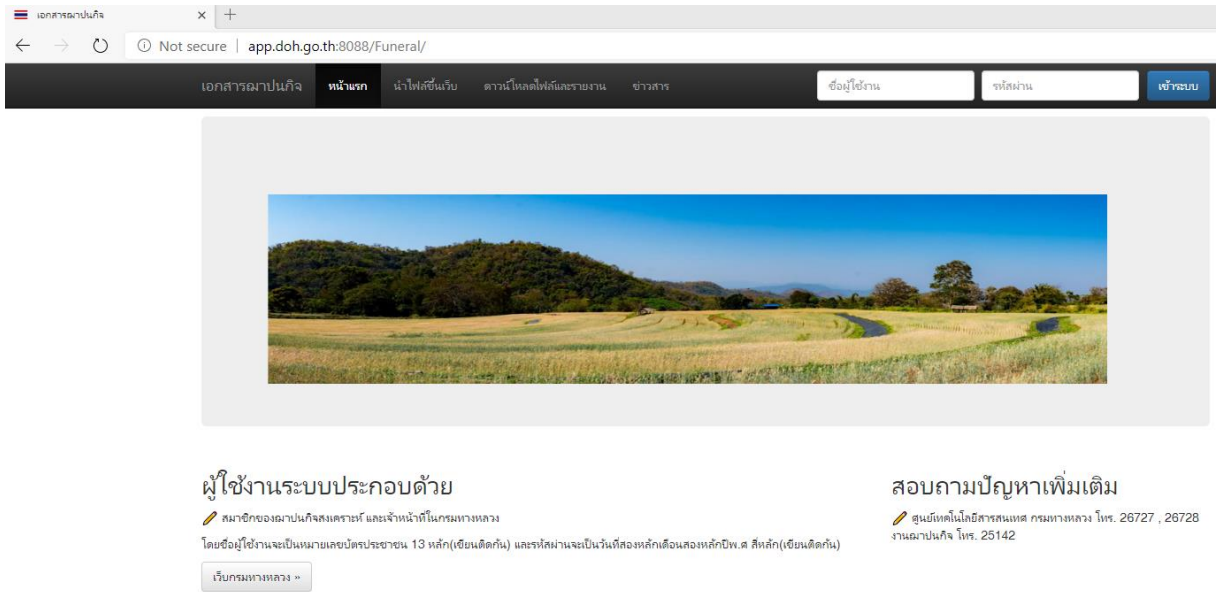 เอกสารฌาปนกิจ
Not secure app.doh.go.th:8088/Funeral/
เอกสารฌาปนกิจ หน้าแรก นำไฟล์ขึ้นเว็บ ดาวน์โหลดไฟล์และรายงาน ข่าวสาร ชื่อผู้ใช้งาน รหัสผ่าน เข้าระบบ
ผู้ใช้งานระบบประกอบด้วย
สมาชิกของฌาปนกิจสงเคราะห์ และเจ้าหน้าที่ในกรมทางหลวง
โดยชื่อผู้ใช้งานจะเป็นหมายเลขบัตรประชาชน 13 หลัก(เขียนติดกัน) และรหัสผ่านจะเป็นวันที่สองหลักเดือนสองหลักปีพ.ศ สี่หลัก(เขียนติดกัน)
เว็บกรมทางหลวง »
สอบถามปัญหาเพิ่มเติม
ศูนย์เทคโนโลยีสารสนเทศ กรมทางหลวง โทร. 26727 , 26728
งานฌาปนกิจ โทร. 25142